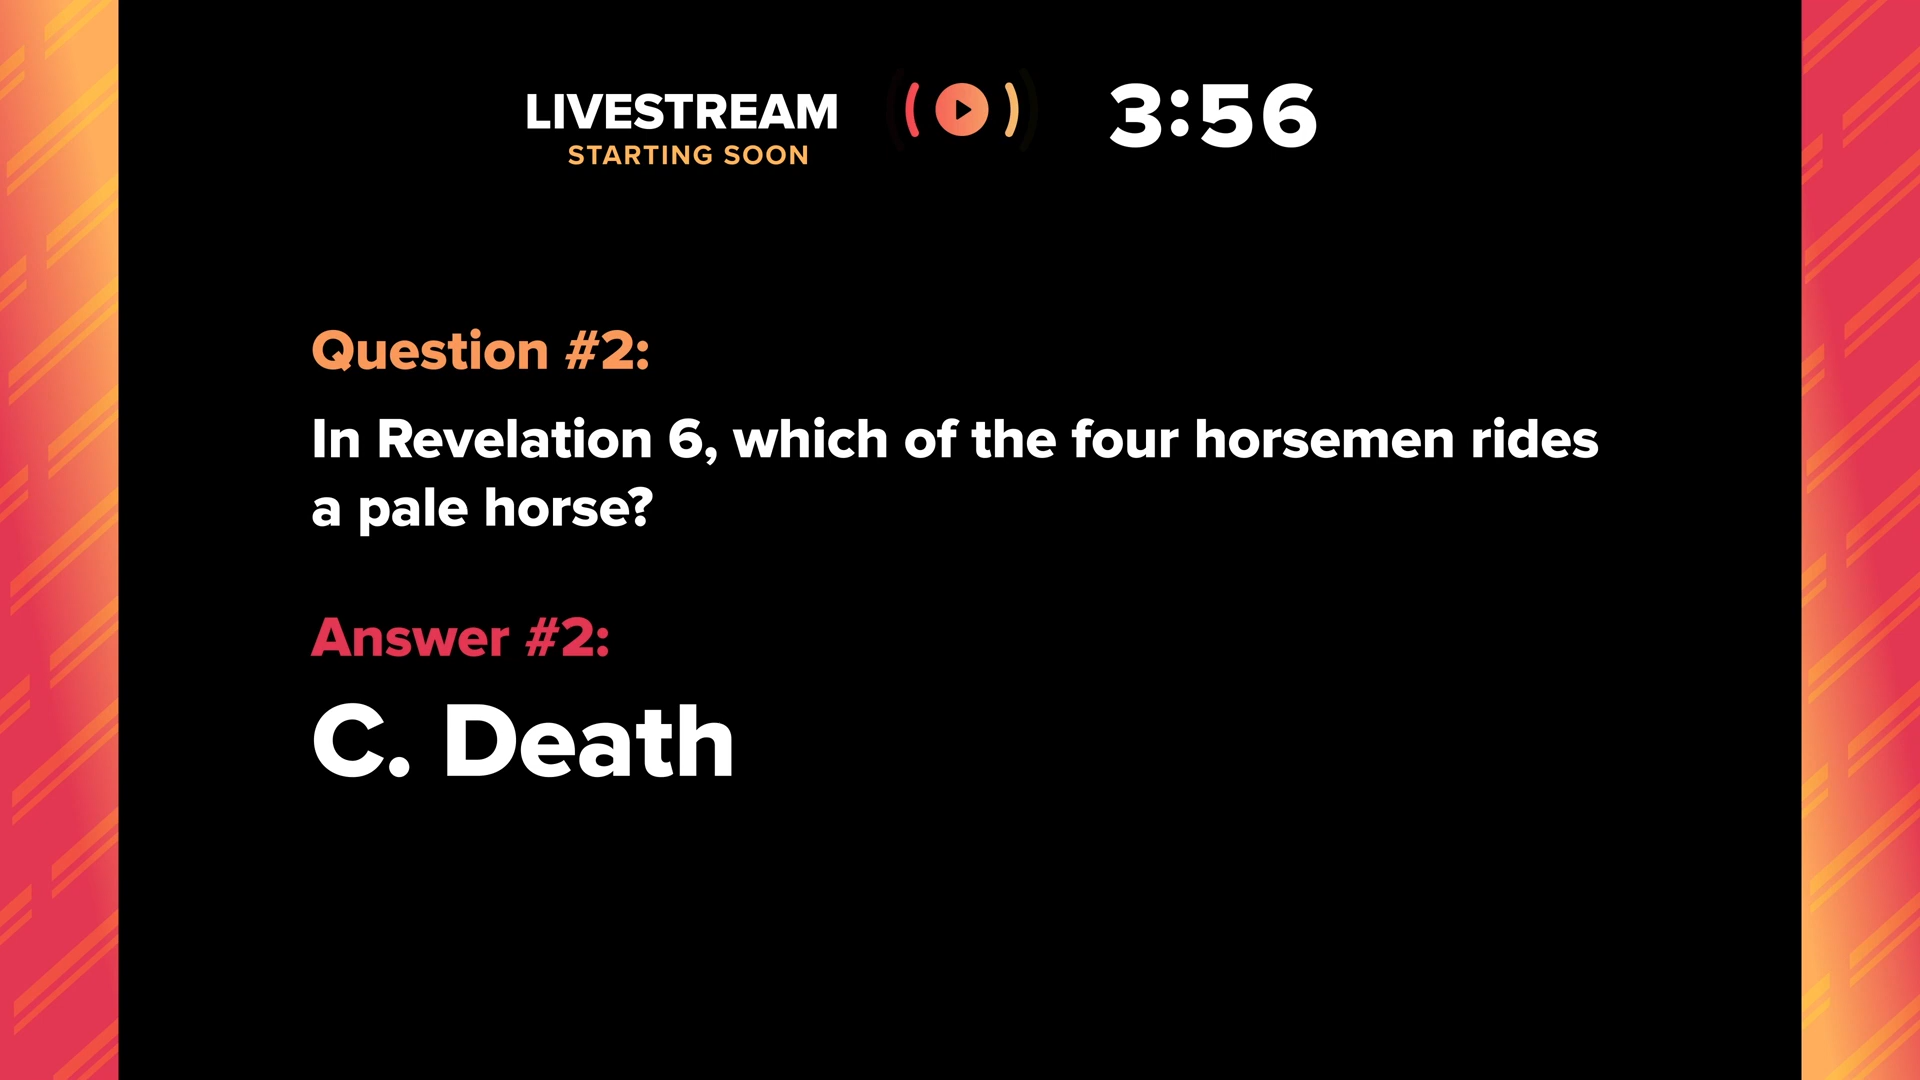 LIVESTREAM
STARTING SOON
3:56
Question #2:
In Revelation 6, which of the four horsemen rides
a pale horse?
Answer #2:
C. Death